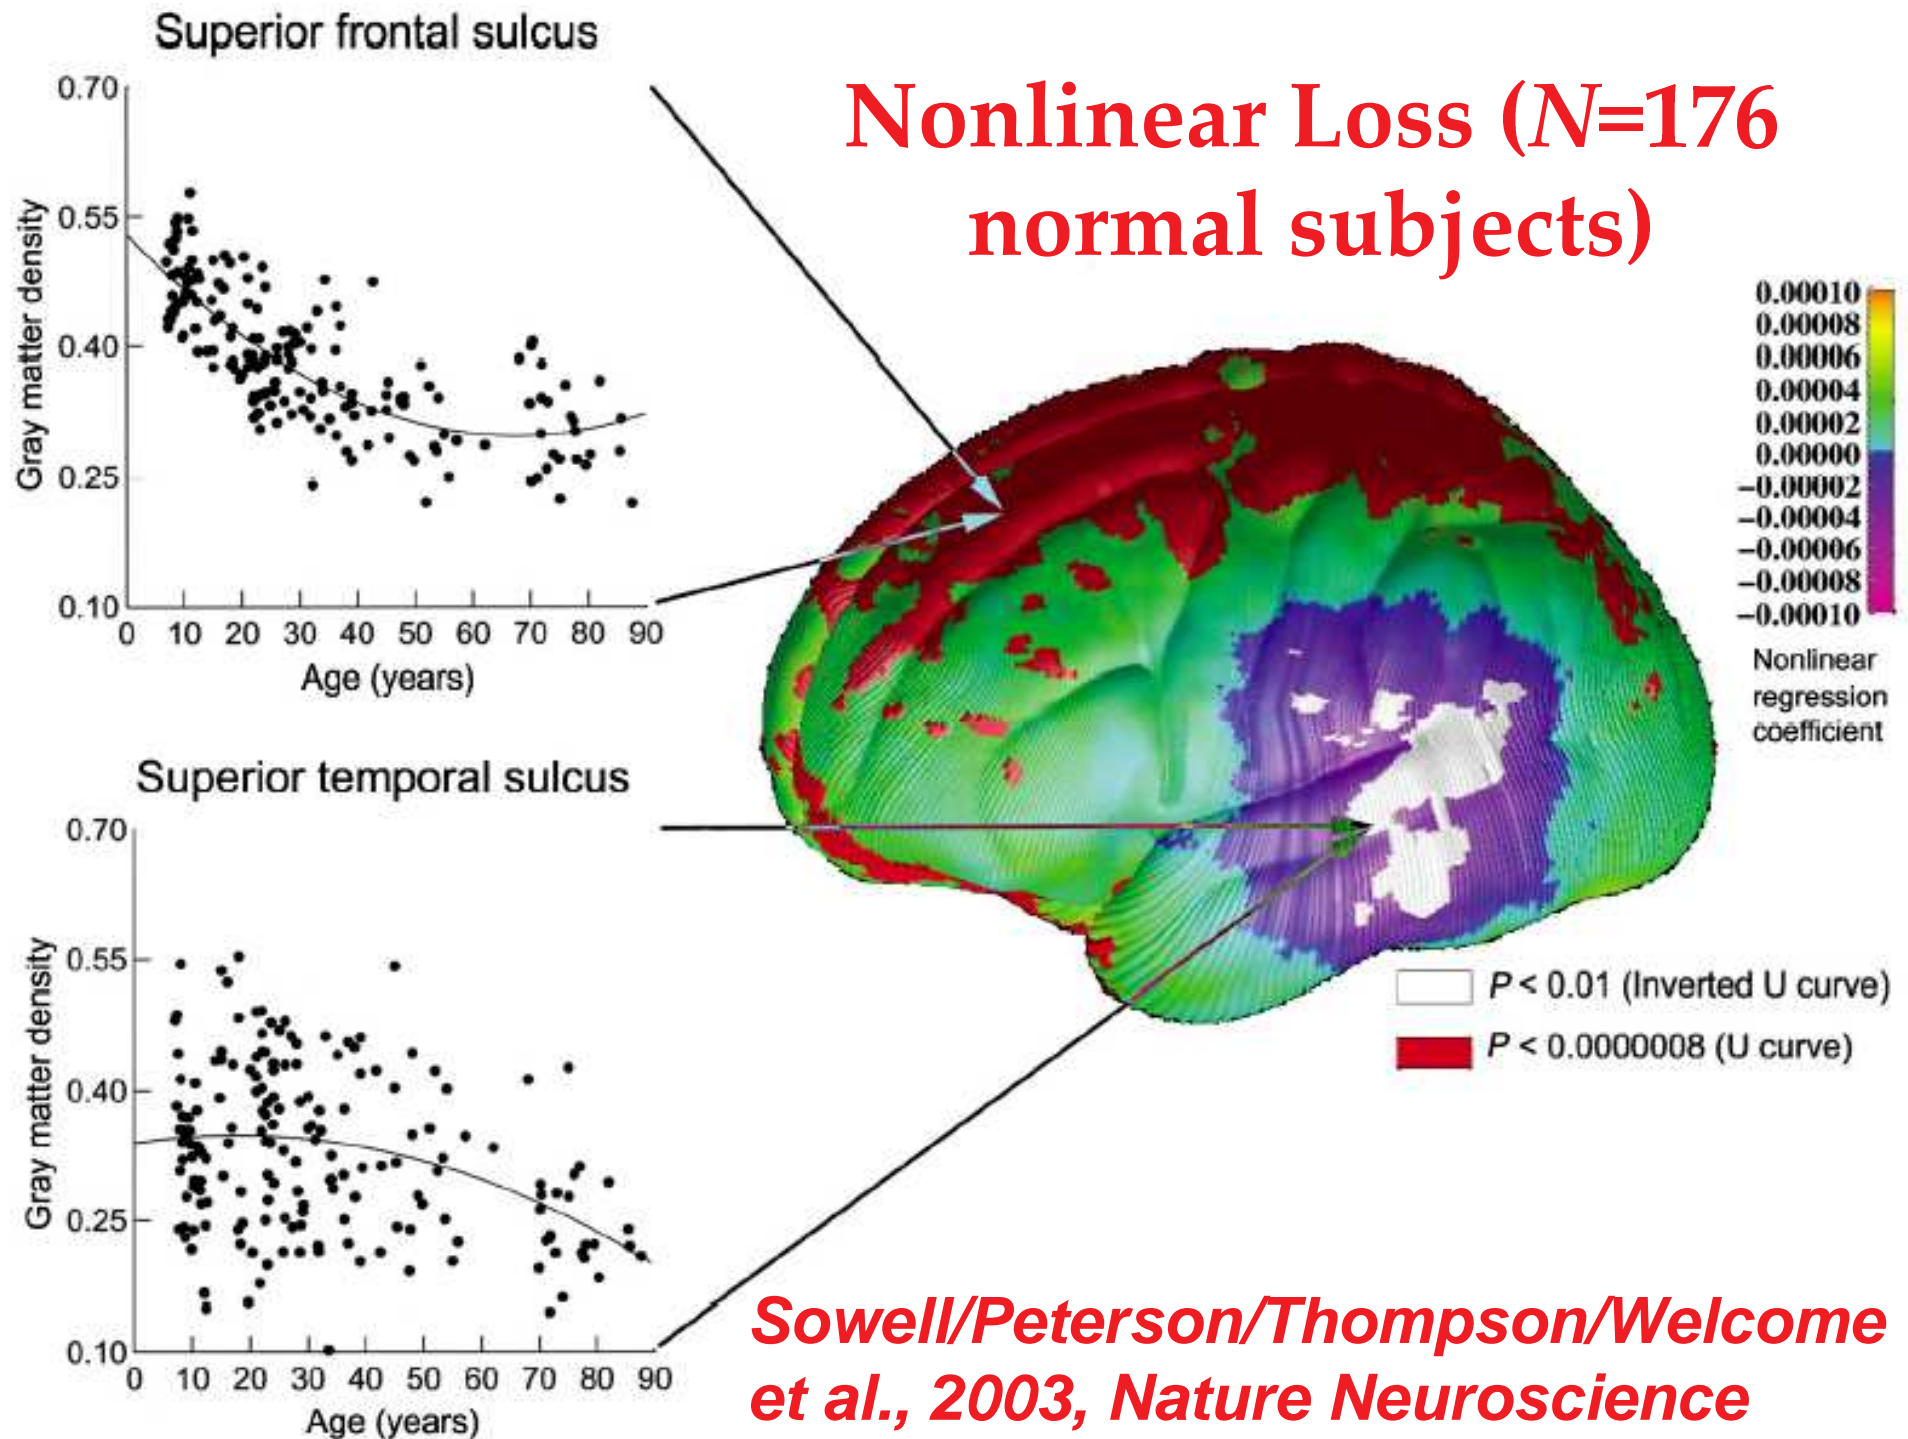 Superior frontal sulcus
Nonlinear Loss (N=176
normal subjects)
0.70
0.55
0.40
0.25
0.10
Gray matter density
0 10 20 30 40 50 60 70 80 90
Age (years)
0.00010
0.00008
0.00006
0.00004
0.00002
0.00000
−0.00002
−0.00004
−0.00006
−0.00008
−0.00010
Nonlinear
regression
coefficient
Superior temporal sulcus
0.70
0.55
0.40
0.25
0.10
Gray matter density
0 10 20 30 40 50 60 70 80 90
Age (years)
P < 0.01 (Inverted U curve)
P < 0.0000008 (U curve)
Sowell/Peterson/Thompson/Welcome
et al., 2003, Nature Neuroscience